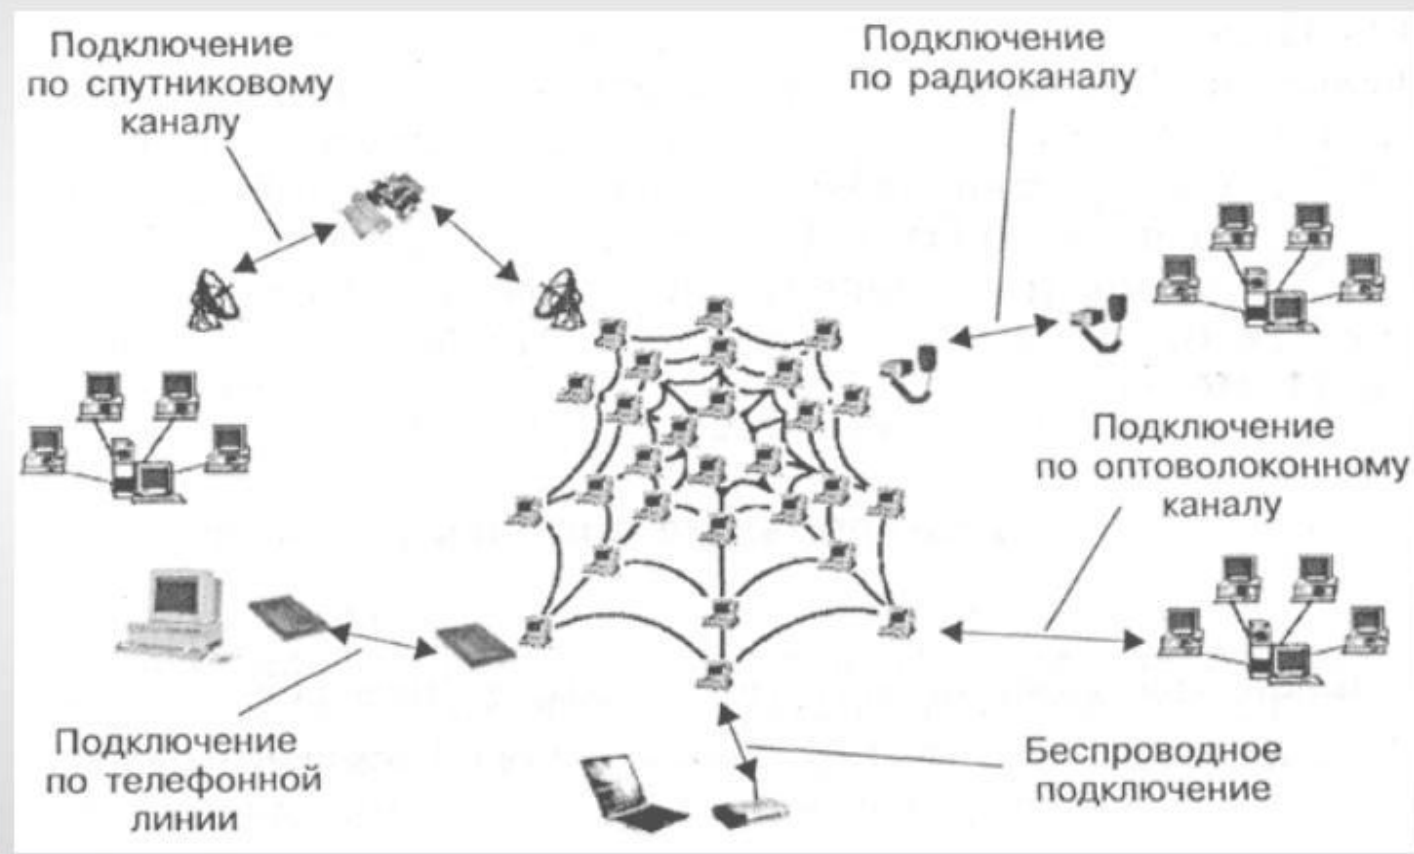 Подключение
по спутниковому
каналу
Подключение
по радиоканалу
Подключение
по оптоволоконному
каналу
Подключение
по телефонной
линии
Беспроводное
подключение